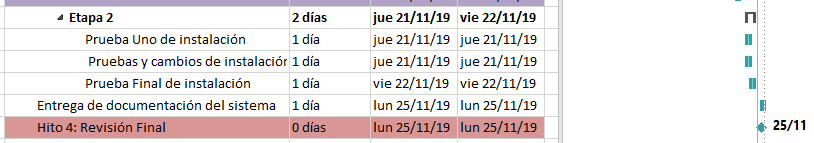 Etapa 2 2 días jue 21/11/19 vie 22/11/19
Prueba Uno de instalación 1 día jue 21/11/19 jue 21/11/19
Pruebas y cambios de instalación 1 día jue 21/11/19 jue 21/11/19
Prueba Final de instalación 1 día vie 22/11/19 vie 22/11/19
Entrega de documentación del sistema 1 día lun 25/11/19 lun 25/11/19
Hito 4: Revisión Final 0 días lun 25/11/19 lun 25/11/19 25/11